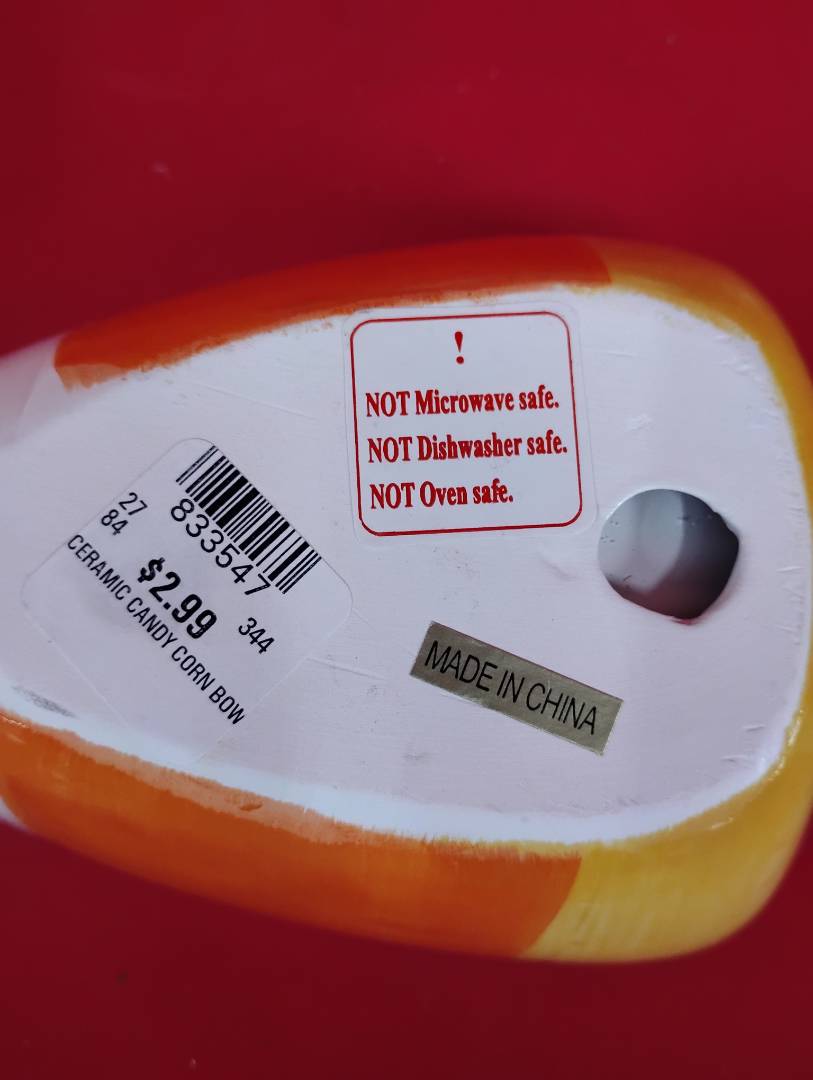 !
NOT Microwave safe.
NOT Dishwasher safe.
NOT Oven safe.
833547
27
84
$2.99
344
CERAMIC CANDY CORN BOW
MADE IN CHINA